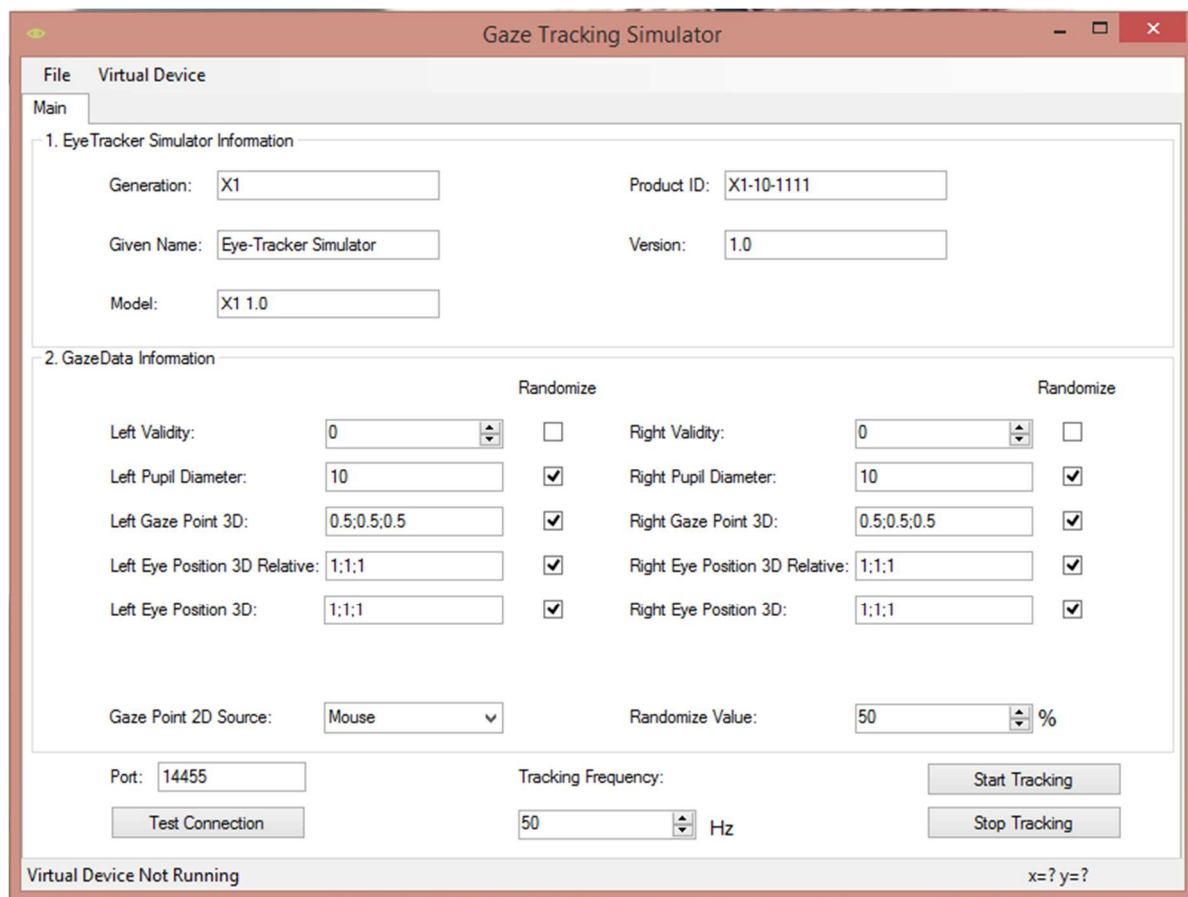 Gaze Tracking Simulator
File Virtual Device
Main
1. EyeTracker Simulator Information
Generation: X1 Product ID: X1-10-1111
Given Name: Eye-Tracker Simulator Version: 1.0
Model: X1 1.0
2. GazeData Information
Randomize Randomize
Left Validity: 0 Right Validity: 0
Left Pupil Diameter: 10 Right Pupil Diameter: 10
Left Gaze Point 3D: 0.5;0.5;0.5 Right Gaze Point 3D: 0.5;0.5;0.5
Left Eye Position 3D Relative: 1;1;1 Right Eye Position 3D Relative: 1;1;1
Left Eye Position 3D: 1;1;1 Right Eye Position 3D: 1;1;1
Gaze Point 2D Source: Mouse Randomize Value: 50 %
Port: 14455 Tracking Frequency: Start Tracking
Test Connection 50 Hz Stop Tracking
Virtual Device Not Running x=? y=?